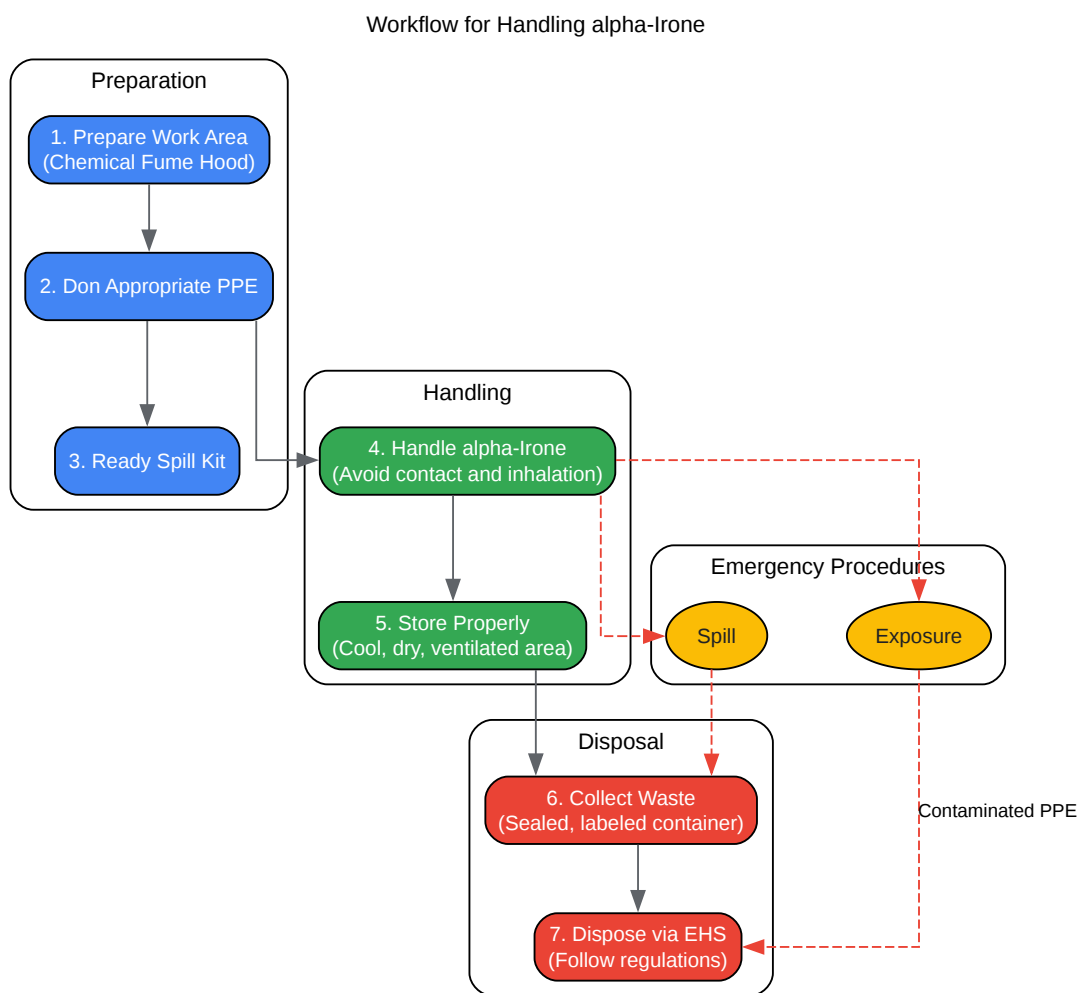 Workflow for Handling alpha-Irone
Preparation
1. Prepare Work Area
(Chemical Fume Hood)
2. Don Appropriate PPE
3. Ready Spill Kit
Handling
4. Handle alpha-Irone
(Avoid contact and inhalation)
5. Store Properly
(Cool, dry, ventilated area)
Emergency Procedures
Spill
Exposure
Disposal
6. Collect Waste
(Sealed, labeled container)
Contaminated PPE
7. Dispose via EHS
(Follow regulations)